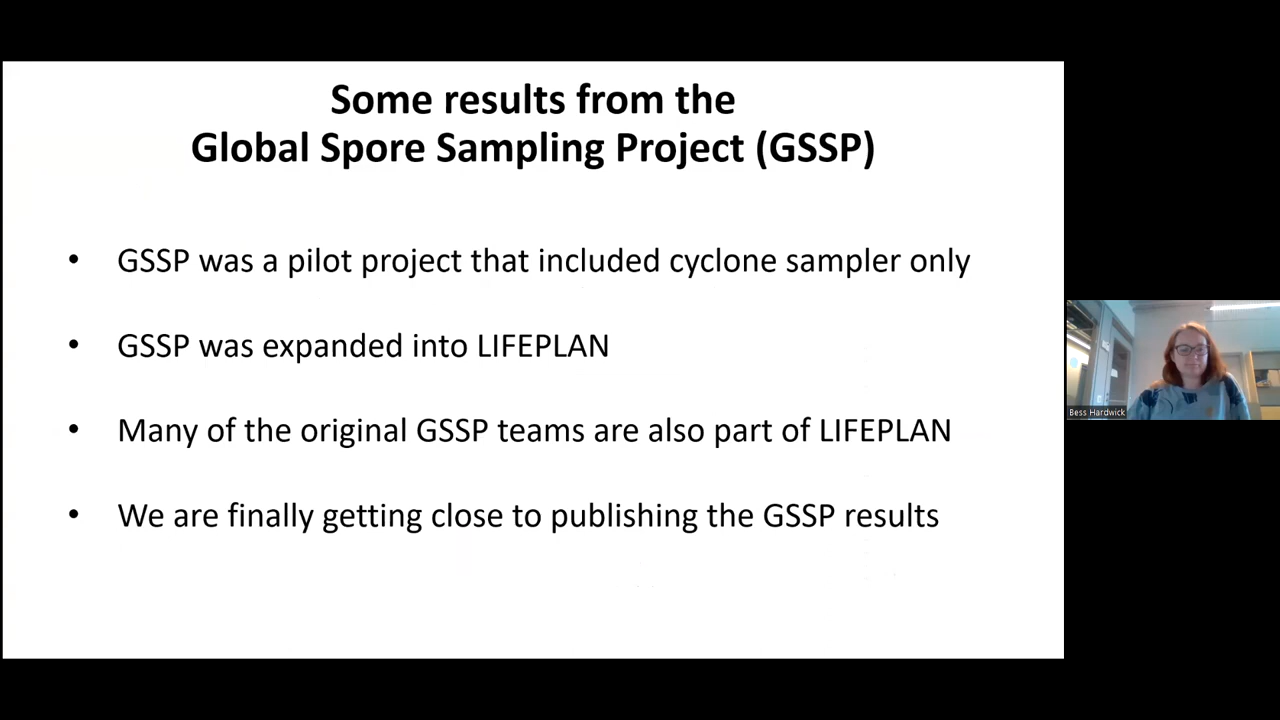 Some results from the
Global Spore Sampling Project (GSSP)
• GSSP was a pilot project that included cyclone sampler only
• GSSP was expanded into LIFEPLAN
• Many of the original GSSP teams are also part of LIFEPLAN
• We are finally getting close to publishing the GSSP results
Bess Hardwick